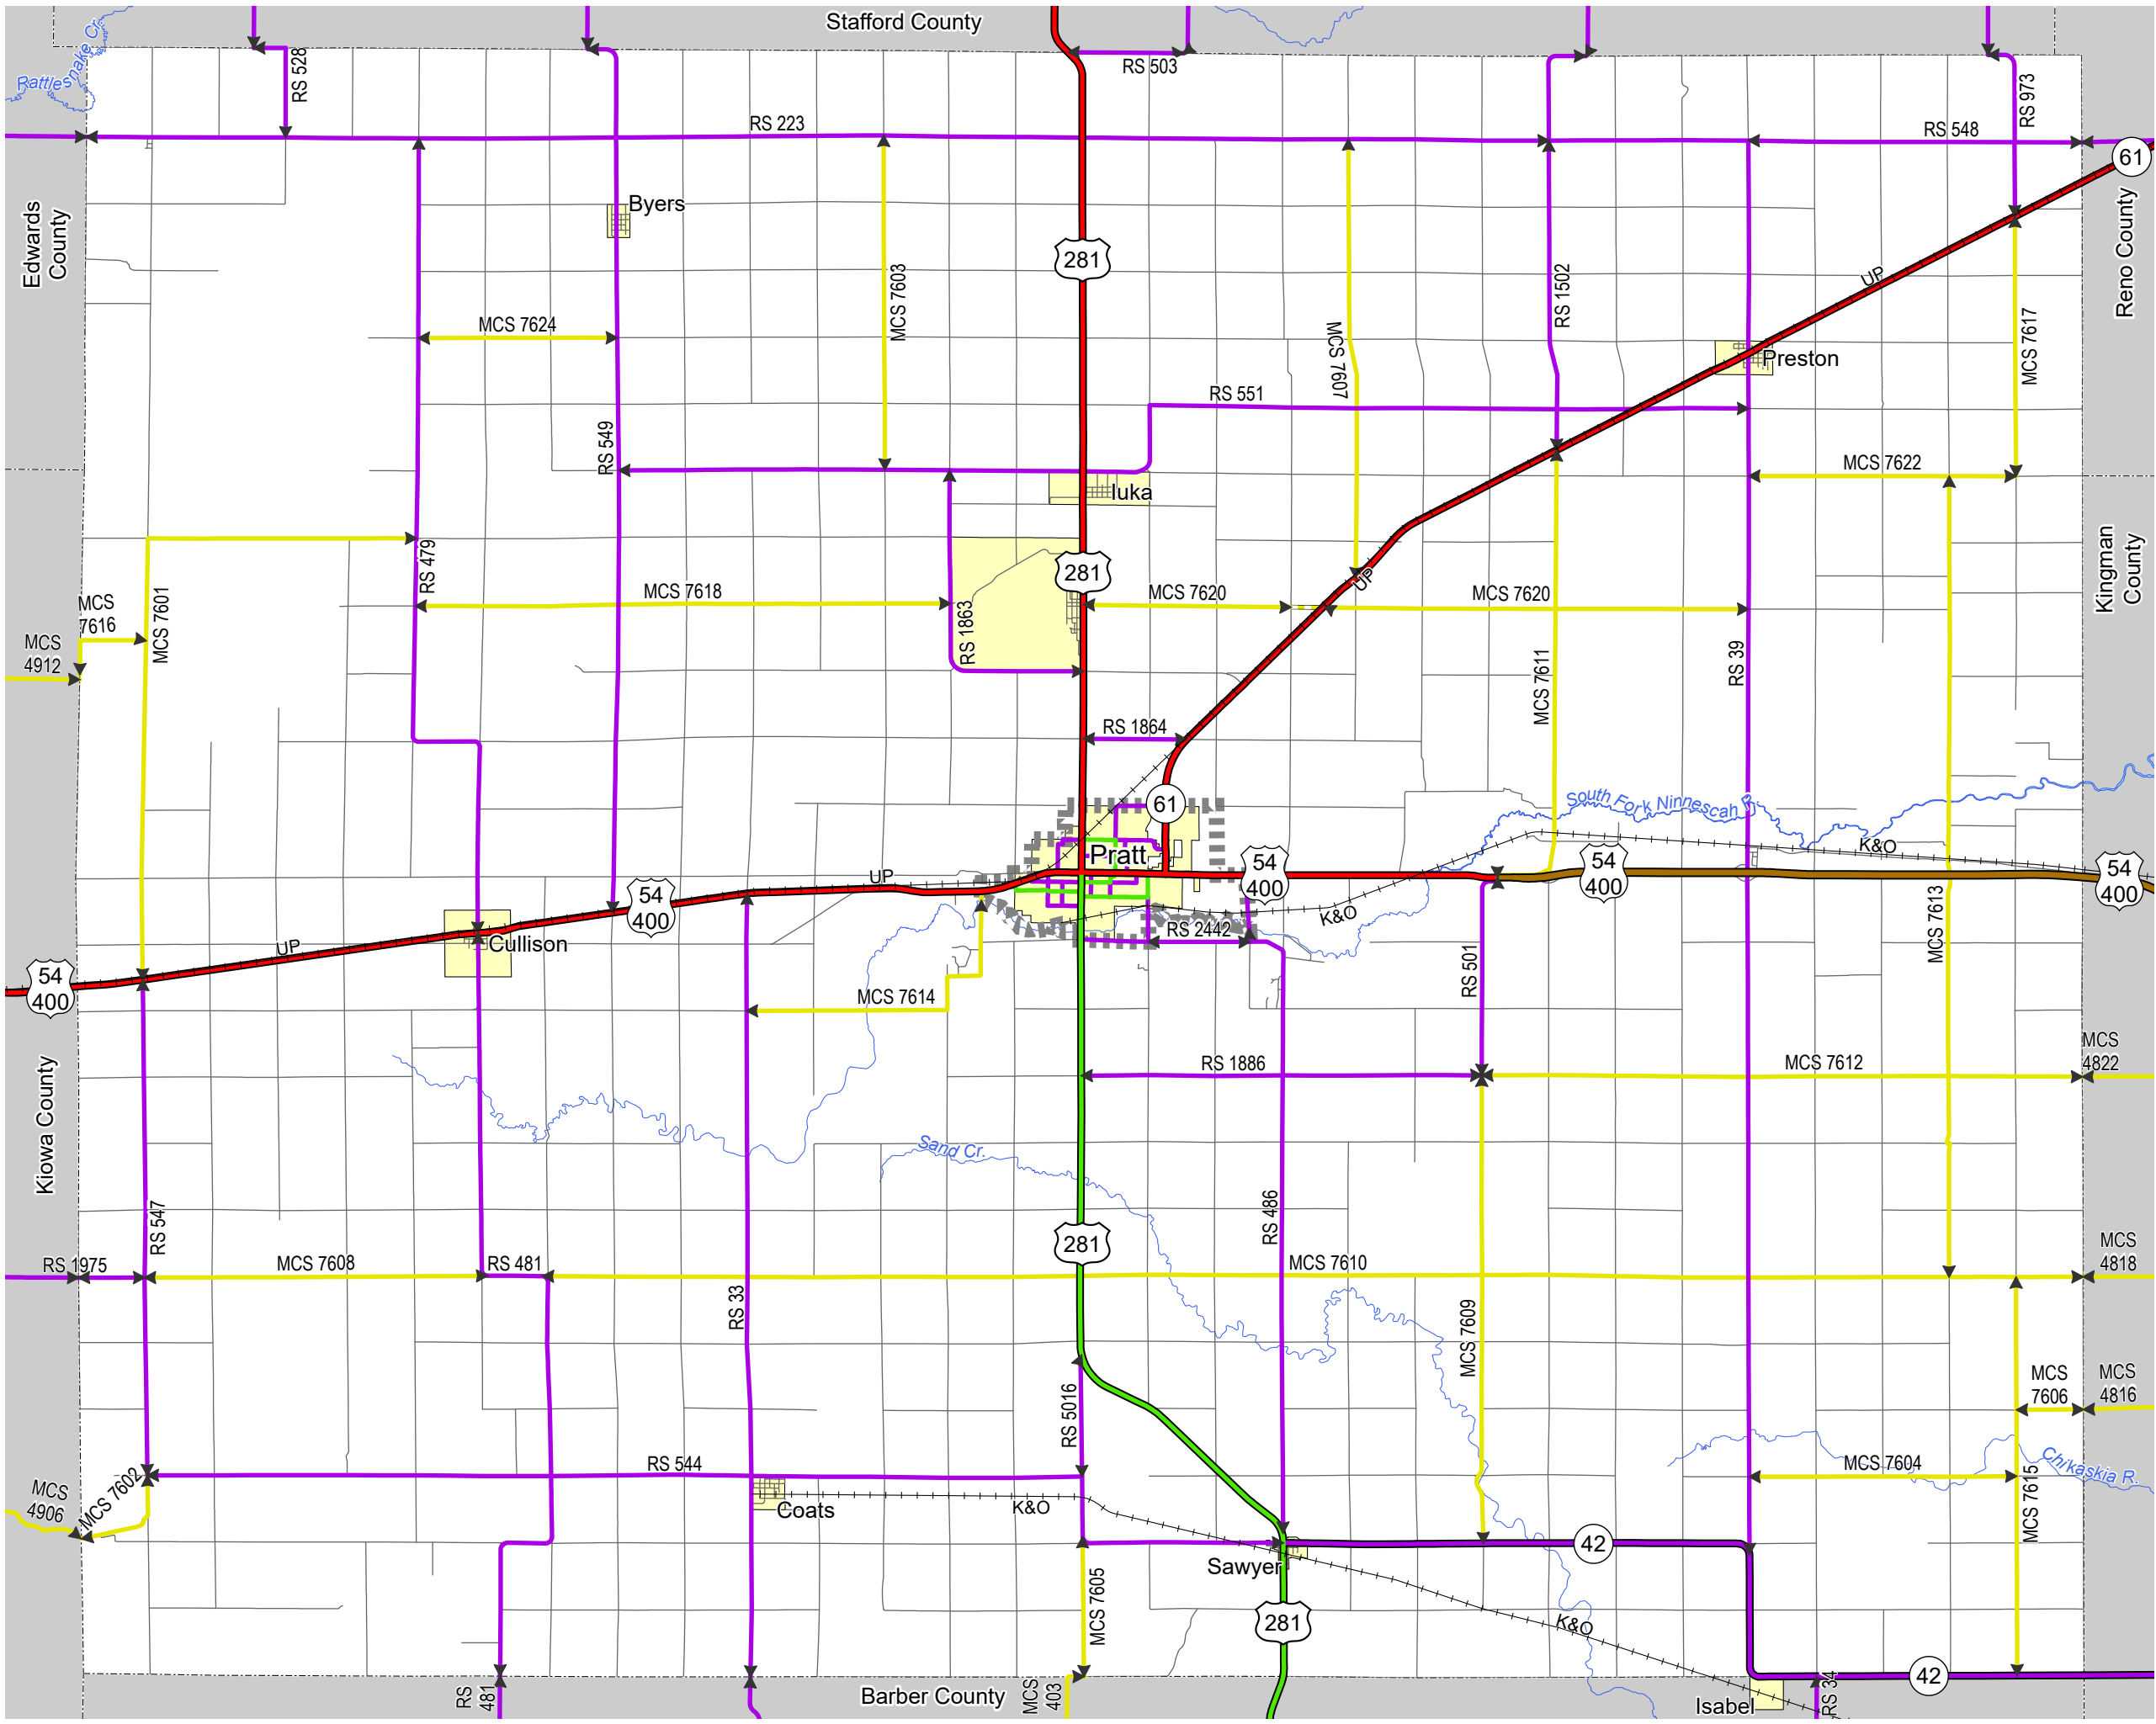 Stafford County
Rattlesnake Cr.
RS 528
RS 503
RS 973
RS 223
RS 548
61
Edwards
County
Byers
281
Reno County
UP
MCS 7603
RS 1502
MCS 7624
MCS 7607
MCS 7617
Preston
RS 551
RS 549
MCS 7622
Iuka
RS 479
281
UP
Kingman
County
MCS
7616
MCS 7601
MCS 7618
RS 1863
MCS 7620
MCS 7620
MCS
4912
MCS 7611
RS 39
RS 1864
61
South Fork Ninnescah R.
Pratt
K&O
UP
54
400
54
400
54
400
54
400
UP
Cullison
K&O
RS 2442
MCS 7613
RS 501
54
400
MCS 7614
Kiowa County
RS 1886
MCS 7612
MCS
4822
Sand Cr.
RS 547
RS 486
281
RS 1975
MCS 7608
RS 481
MCS 7610
MCS
4818
RS 33
MCS 7609
RS 5016
MCS
7606
MCS
4816
RS 544
MCS 7604
Chikaskia R.
MCS
4906
MCS 7602
Coats
K&O
MCS 7615
42
Sawyer
MCS 7605
281
K&O
RS
481
Barber County
MCS
403
Isabel
RS 34
42